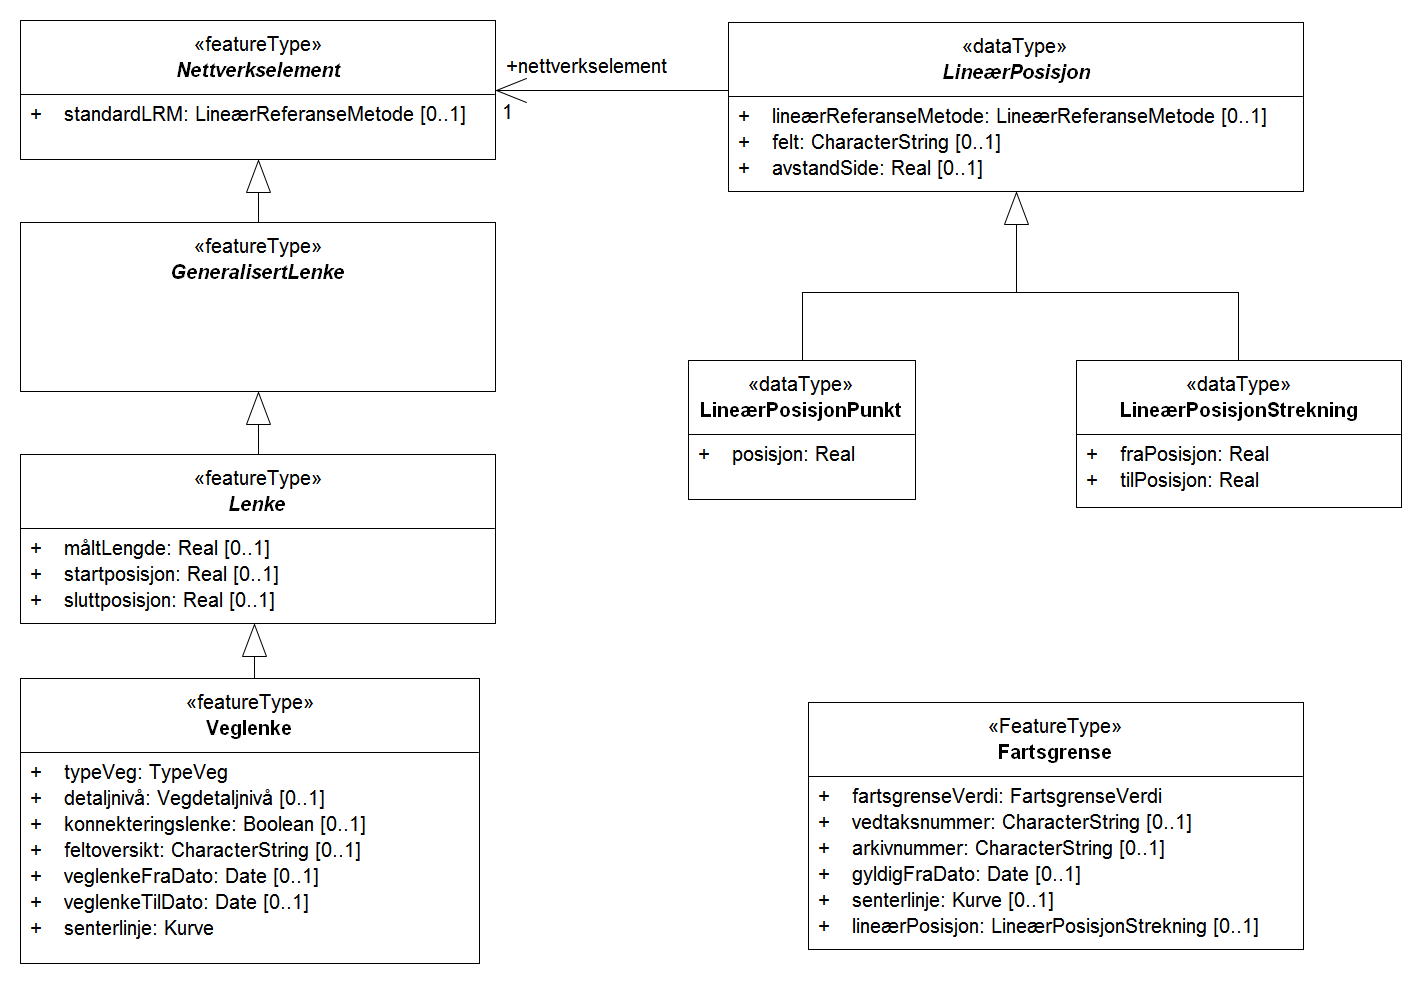 «featureType»
Nettverkselement
+ standardLRM: LineærReferanseMetode [0..1]
+nettverkselement
1
«dataType»
LineærPosisjon
+ lineærReferanseMetode: LineærReferanseMetode [0..1]
+ felt: CharacterString [0..1]
+ avstandSide: Real [0..1]
«featureType»
GeneralisertLenke
«dataType»
LineærPosisjonPunkt
+ posisjon: Real
«dataType»
LineærPosisjonStrekning
+ fraPosisjon: Real
+ tilPosisjon: Real
«featureType»
Lenke
+ måltLengde: Real [0..1]
+ startposisjon: Real [0..1]
+ sluttposisjon: Real [0..1]
«featureType»
Veglenke
+ typeVeg: TypeVeg
+ detaljnivå: Vegdetaljnivå [0..1]
+ konnekteringslenke: Boolean [0..1]
+ feltoversikt: CharacterString [0..1]
+ veglenkeFraDato: Date [0..1]
+ veglenkeTilDato: Date [0..1]
+ senterlinje: Kurve
«FeatureType»
Fartsgrense
+ fartsgrenseVerdi: FartsgrenseVerdi
+ vedtaksnummer: CharacterString [0..1]
+ arkivnummer: CharacterString [0..1]
+ gyldigFraDato: Date [0..1]
+ senterlinje: Kurve [0..1]
+ lineærPosisjon: LineærPosisjonStrekning [0..1]